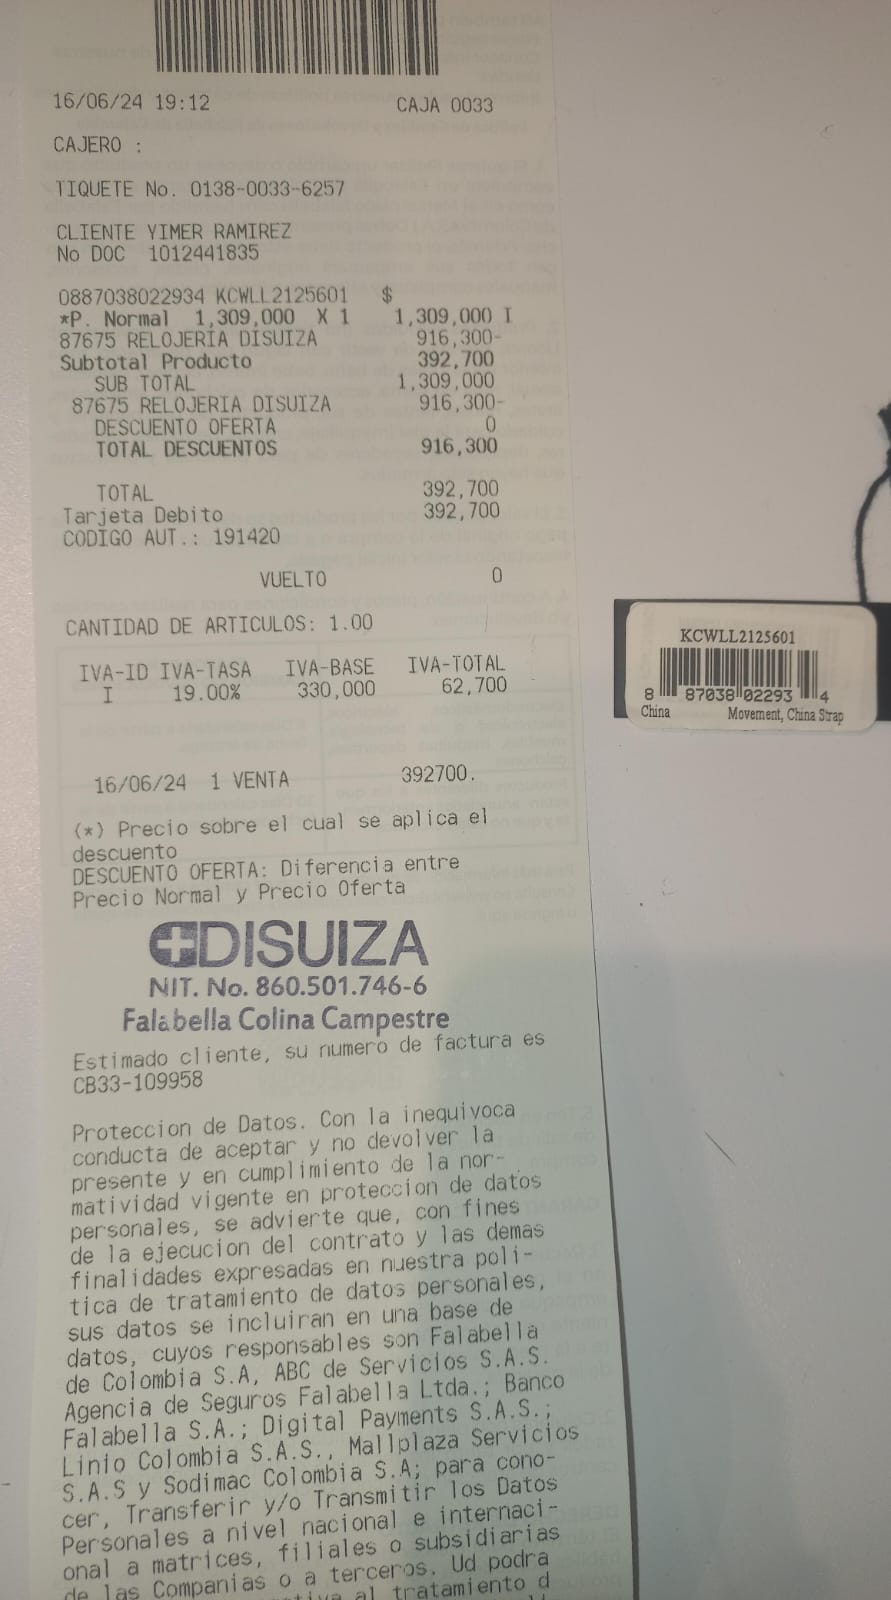 16/06/24 19:12 CAJA 0033
CAJERO :
TIQUETE No. 0138-0033-6257
CLIENTE YIMER RAMIREZ
No DOC 1012441835
0887038022934 KCWLL2125601 $
*P. Normal 1,309,000 X 1 1,309,000 I
87675 RELOJERIA DISUIZA 916,300-
Subtotal Producto 392,700
SUB TOTAL 1,309,000
87675 RELOJERIA DISUIZA 916,300-
DESCUENTO OFERTA 0
TOTAL DESCUENTOS 916,300
TOTAL 392,700
Tarjeta Debito 392,700
CODIGO AUT.: 191420
VUELTO 0
CANTIDAD DE ARTICULOS: 1.00
IVA-ID IVA-TASA IVA-BASE IVA-TOTAL
I 19.00% 330,000 62,700
16/06/24 1 VENTA 392700.
(*) Precio sobre el cual se aplica el
descuento
DESCUENTO OFERTA: Diferencia entre
Precio Normal y Precio Oferta
DISUIZA
NIT. No. 860.501.746-6
Falabella Colina Campestre
Estimado cliente, su numero de factura es
CB33-109958
Proteccion de Datos. Con la inequivoca
conducta de aceptar y no devolver la
presente y en cumplimiento de la nor-
matividad vigente en proteccion de datos
personales, se advierte que, con fines
de la ejecucion del contrato y las demas
finalidades expresadas en nuestra poli-
tica de tratamiento de datos personales,
sus datos se incluiran en una base de
datos, cuyos responsables son Falabella
de Colombia S.A, ABC de Servicios S.A.S.
Agencia de Seguros Falabella Ltda.; Banco
Falabella S.A.; Digital Payments S.A.S.;
Linio Colombia S.A.S., Mallplaza Servicios
S.A.S y Sodimac Colombia S.A; para cono-
cer, Transferir y/o Transmitir los Datos
Personales a nivel nacional e internaci-
onal a matrices, filiales o subsidiarias
de las Companias o a terceros. Ud podra
al tratamiento d
KCWLL2125601
8 87038 02293 4
China Movement, China Strap